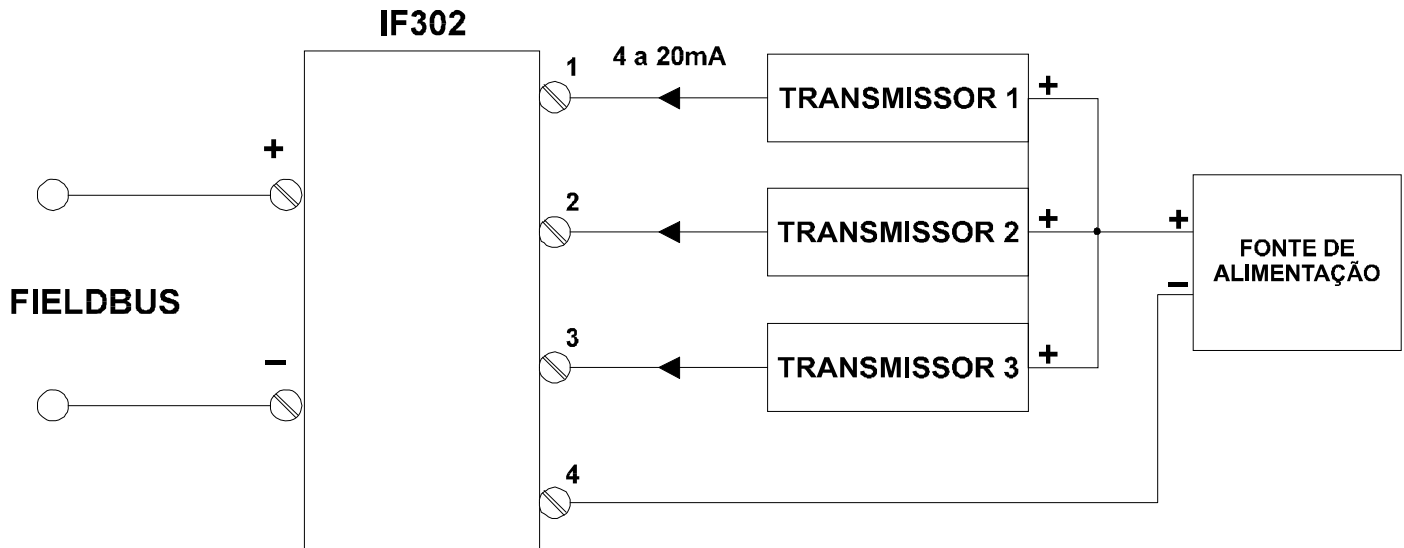 IF302
1
4 a 20mA
TRANSMISSOR 1
+
+
2
TRANSMISSOR 2
+
+
FONTE DE
ALIMENTAÇÃO
−
FIELDBUS
−
3
TRANSMISSOR 3
+
4